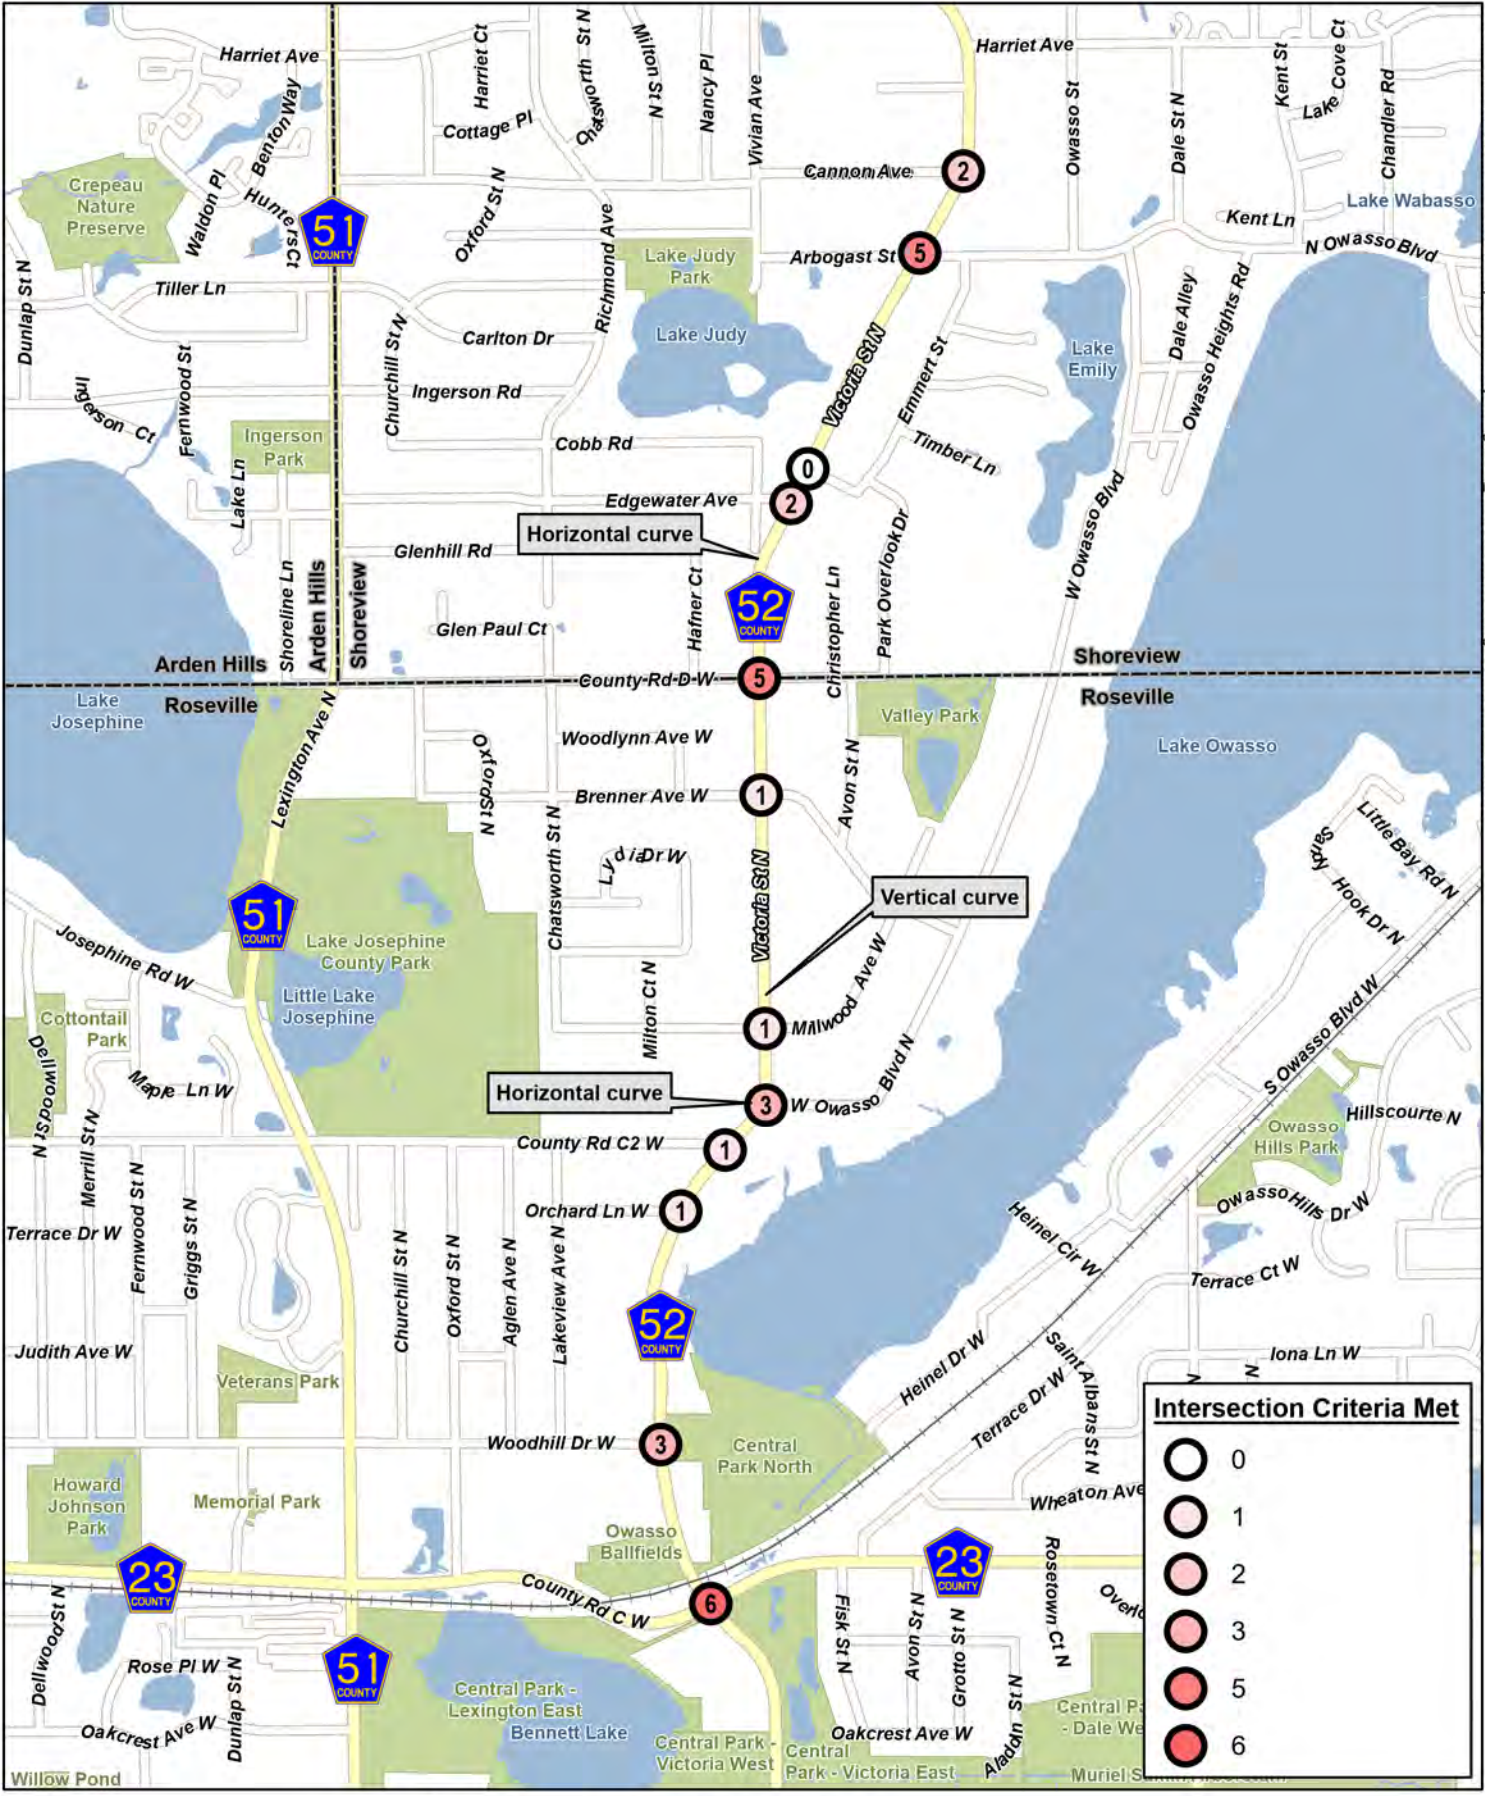 Harriet Ave
Harriet Ct
Chatsworth St N
Milton St N
Nancy Pl
Vivian Ave
Harriet Ave
Owasso St
Dale St N
Kent St
Lake Cove Ct
Chandler Rd
Benton Way
Cottage Pl
Cannon Ave
2
Crepeau
Nature
Preserve
Waldon Pl
Hunters Ct
51
COUNTY
Oxford St N
Richmond Ave
Lake Judy
Park
Arbogast St
5
Kent Ln
Lake Wabasso
N Owasso Blvd
Dunlap St N
Tiller Ln
Carlton Dr
Churchill St N
Lake Judy
Victoria St N
Emmert St
Lake
Emily
Dale Alley
Owasso Heights Rd
Ingerson Ct
Fernwood St
Ingerson Rd
Ingerson
Park
Cobb Rd
Timber Ln
0
Lake Ln
Edgewater Ave
2
Park Overlook Dr
W Owasso Blvd
Horizontal curve
Glenhill Rd
Shoreline Ln
Arden Hills
Shoreview
Hafner Ct
52
COUNTY
Christopher Ln
Glen Paul Ct
Arden Hills
Shoreview
County Rd D W
5
Roseville
Roseville
Lake
Josephine
Lexington Ave N
Valley Park
Lake Owasso
Oxford St N
Woodlynn Ave W
Avon St N
Brenner Ave W
1
Chatsworth St N
Lydia Dr W
Victoria St N
Vertical curve
Little Bay Rd N
Sandy Hook Dr N
51
COUNTY
Josephine Rd W
Lake Josephine
County Park
Little Lake
Josephine
Milton Ct N
1
Millwood Ave W
S Owasso Blvd W
Cottontail
Park
Dellwood St N
Maple Ln W
Merrill St N
Horizontal curve
3
W Owasso Blvd N
Owasso
Hills Park
Hillscourte N
County Rd C2 W
1
Orchard Ln W
1
Owasso Hills Dr W
Terrace Dr W
Fernwood St N
Griggs St N
Churchill St N
Oxford St N
Aglen Ave N
Lakeview Ave N
Heinel Cir W
Terrace Ct W
52
COUNTY
Judith Ave W
Veterans Park
Heinel Dr W
Saint Albans St N
Iona Ln W
N
N
Terrace Dr W
Woodhill Dr W
3
Central
Park North
Howard
Johnson
Park
Memorial Park
Wheaton Ave
Owasso
Ballfields
23
COUNTY
23
COUNTY
County Rd C W
6
Rosetown Ct N
Dellwood St N
Fisk St N
Avon St N
Grotto St N
51
COUNTY
Rose Pl W
Dunlap St N
Oakcrest Ave W
Central Park -
Lexington East
Bennett Lake
Central Park -
Victoria West
Oakcrest Ave W
Central
Park - Victoria East
Aladdin St N
Willow Pond
Intersection Criteria Met
0
1
2
3
5
6